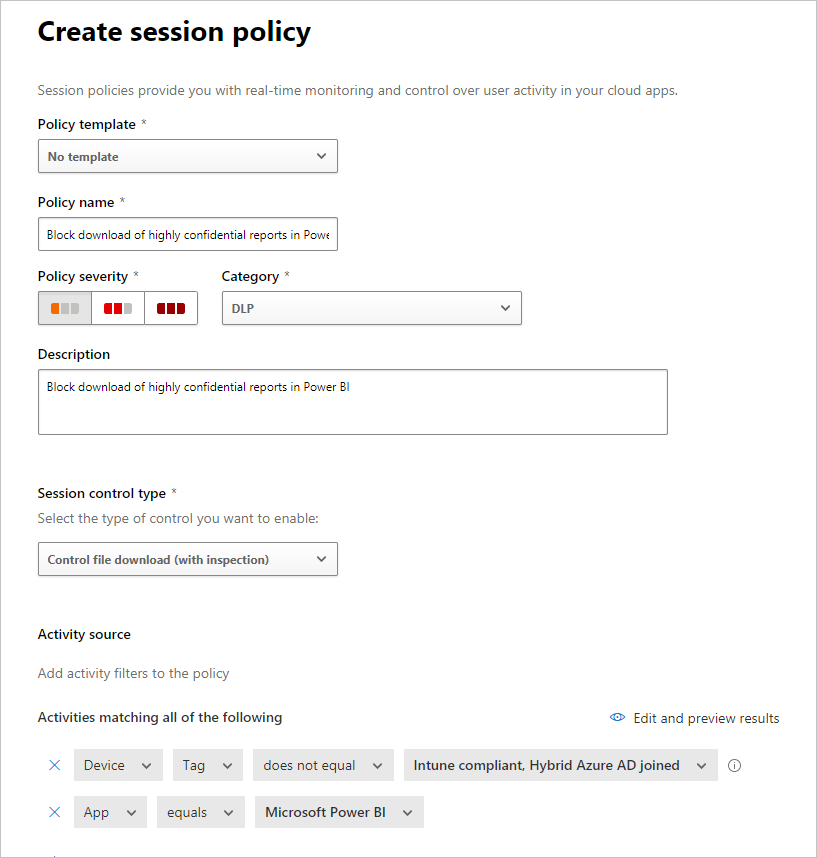 Create session policy
Session policies provide you with real-time monitoring and control over user activity in your cloud apps.
Policy template *
No template
Policy name *
Block download of highly confidential reports in Powe
Policy severity * Category *
DLP
Description
Block download of highly confidential reports in Power BI
Session control type *
Select the type of control you want to enable:
Control file download (with inspection)
Activity source
Add activity filters to the policy
Activities matching all of the following Edit and preview results
Device Tag does not equal Intune compliant, Hybrid Azure AD joined
App equals Microsoft Power BI